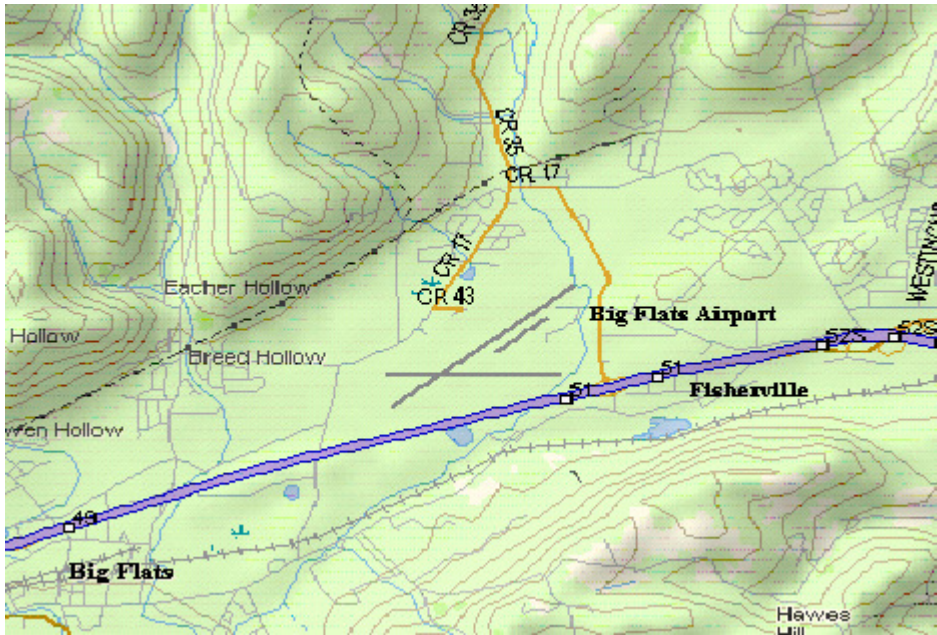 CR 35
CR 17
CR 17
Eacher Hollow
CR 43
Big Flats Airport
Hollow
Breed Hollow
51
52S
Fisherville
51
wen Hollow
49
Big Flats
Hawes
Hill